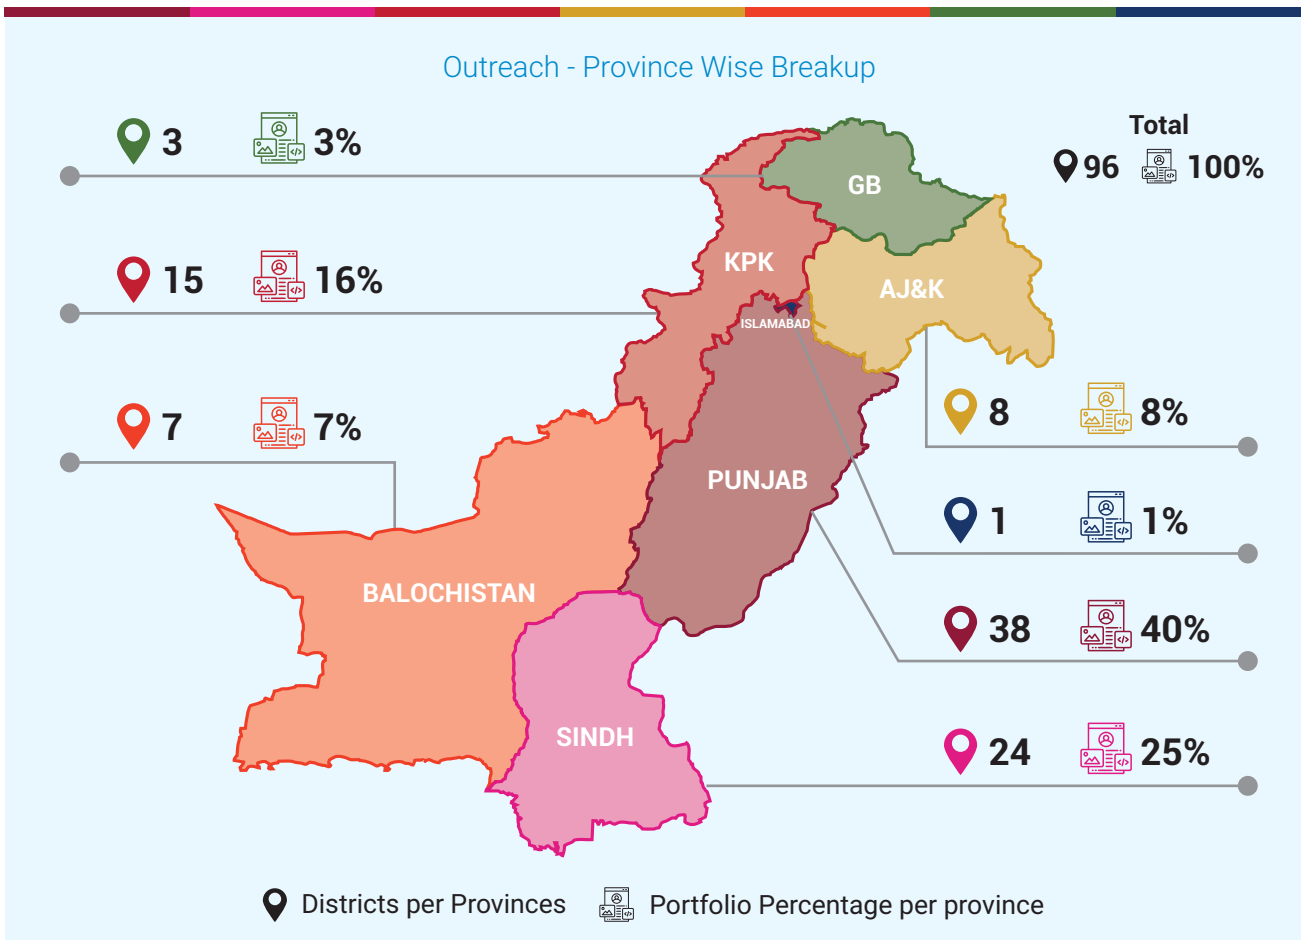 Outreach - Province Wise Breakup
Total
96 100%
3 3%
15 16%
7 7%
GB
KPK
AJ&K
ISLAMABAD
PUNJAB
BALOCHISTAN
SINDH
8 8%
1 1%
38 40%
24 25%
Districts per Provinces Portfolio Percentage per province